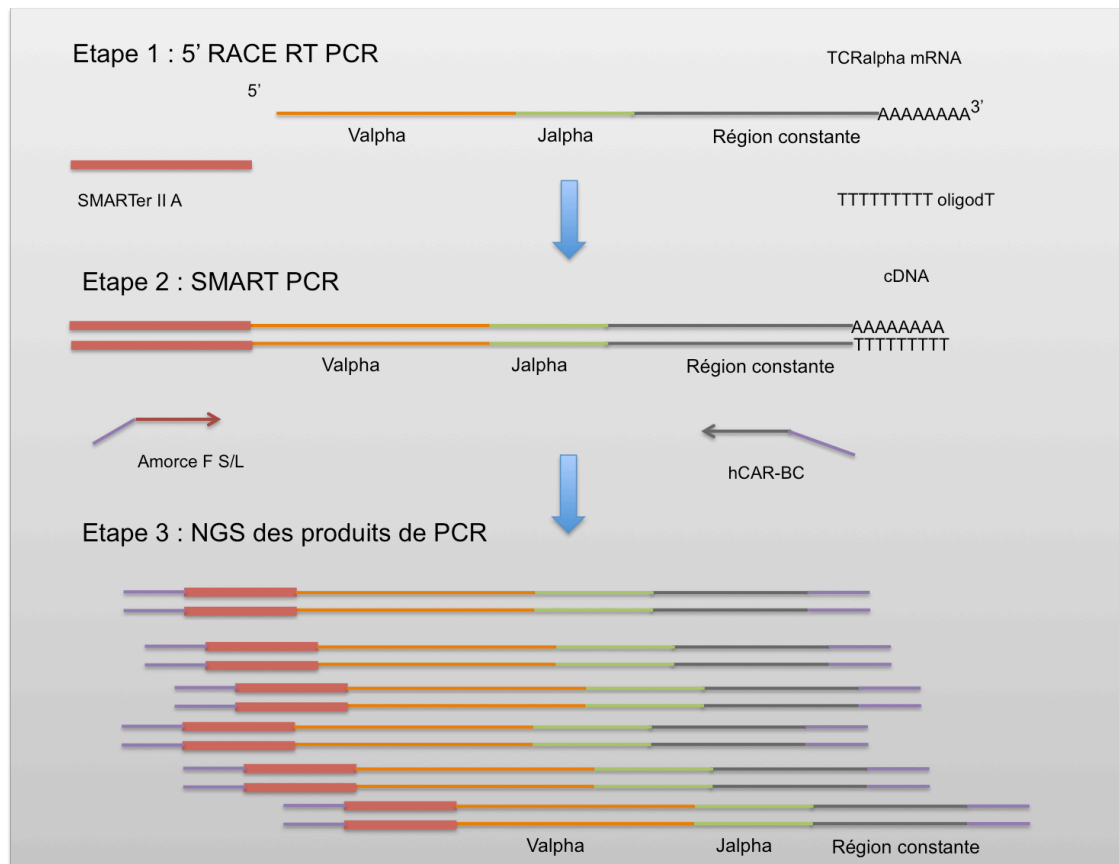 Etape 1 : 5’ RACE RT PCR
TCRalpha mRNA
5’
AAAAAAAA3’
Valpha Jalpha Région constante
SMARTer II A
TTTTTTTTT oligodT
Etape 2 : SMART PCR
cDNA
AAAAAAAA
TTTTTTTTT
Valpha Jalpha Région constante
Amorce F S/L
hCAR-BC
Etape 3 : NGS des produits de PCR
Valpha Jalpha Région constante